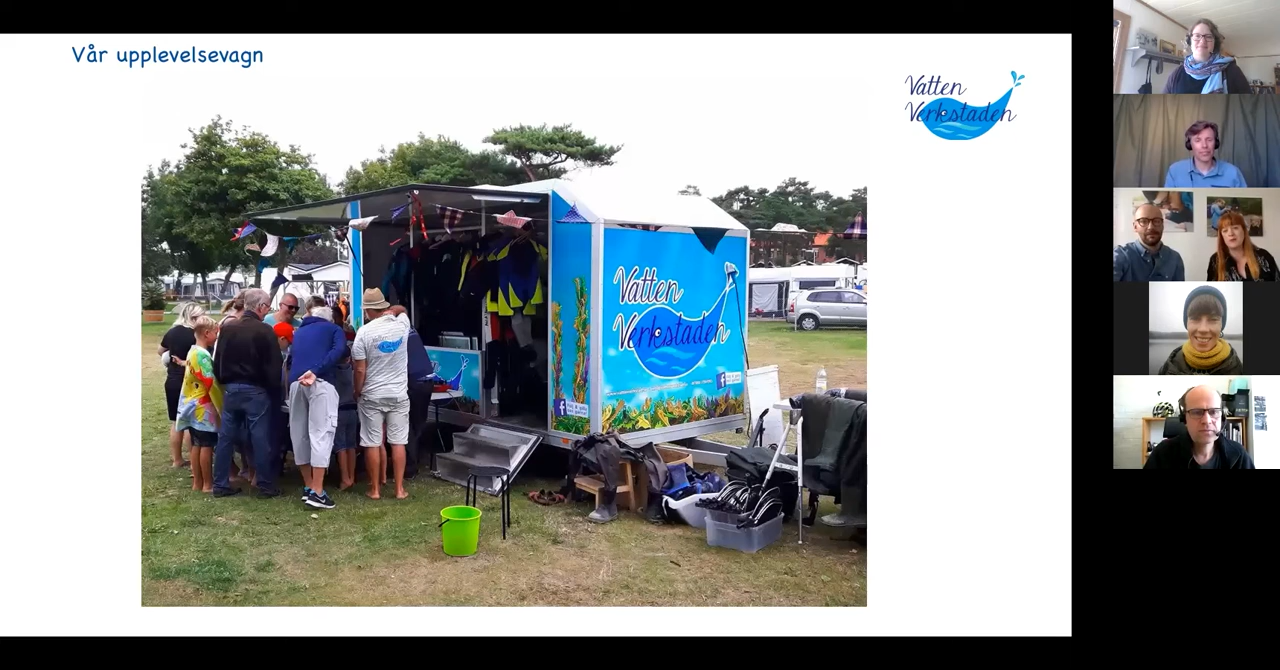 Vår upplevelsevagn
Vatten
Verkstaden
Vatten
Verkstaden